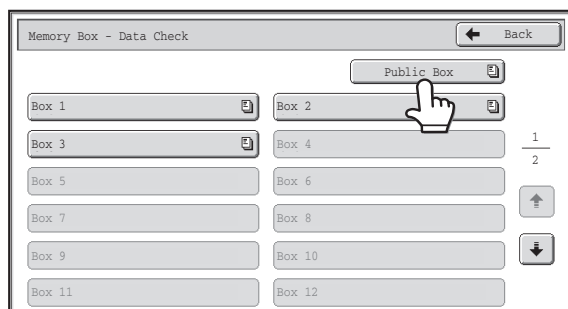 Memory Box - Data Check Back
Public Box
Box 1 Box 2
Box 3 Box 4
1
2
Box 5 Box 6
Box 7 Box 8
Box 9 Box 10
Box 11 Box 12